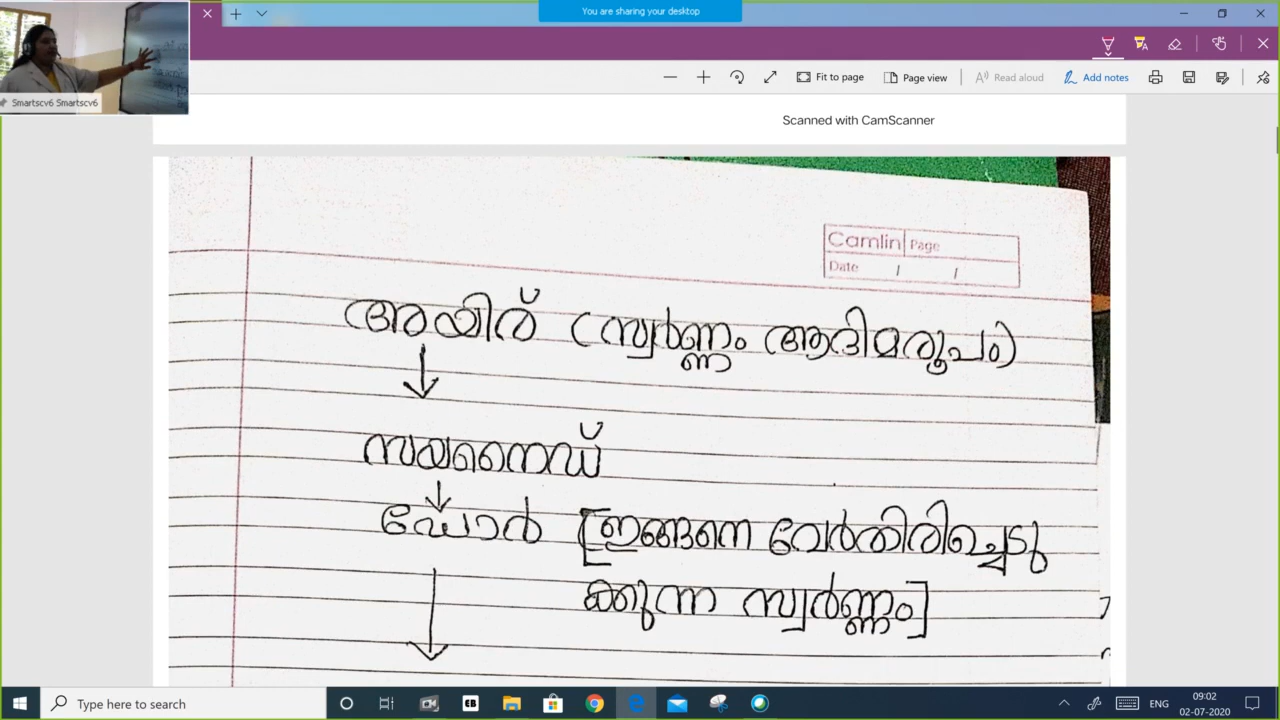 You are sharing your desktop
Smartscv6 Smartscv6
Fit to page
Page view
Read aloud
Add notes
Scanned with CamScanner
Camlin Page
Date / /
അയിര് (സ്വർണ്ണം ആദിമരൂപം)
സയനൈഡ്
ഡോൻ [ഇങ്ങനെ വേർതിരിച്ചെടു
ക്കുന്ന സ്വർണ്ണം]
Type here to search
ENG
09:02
02-07-2020